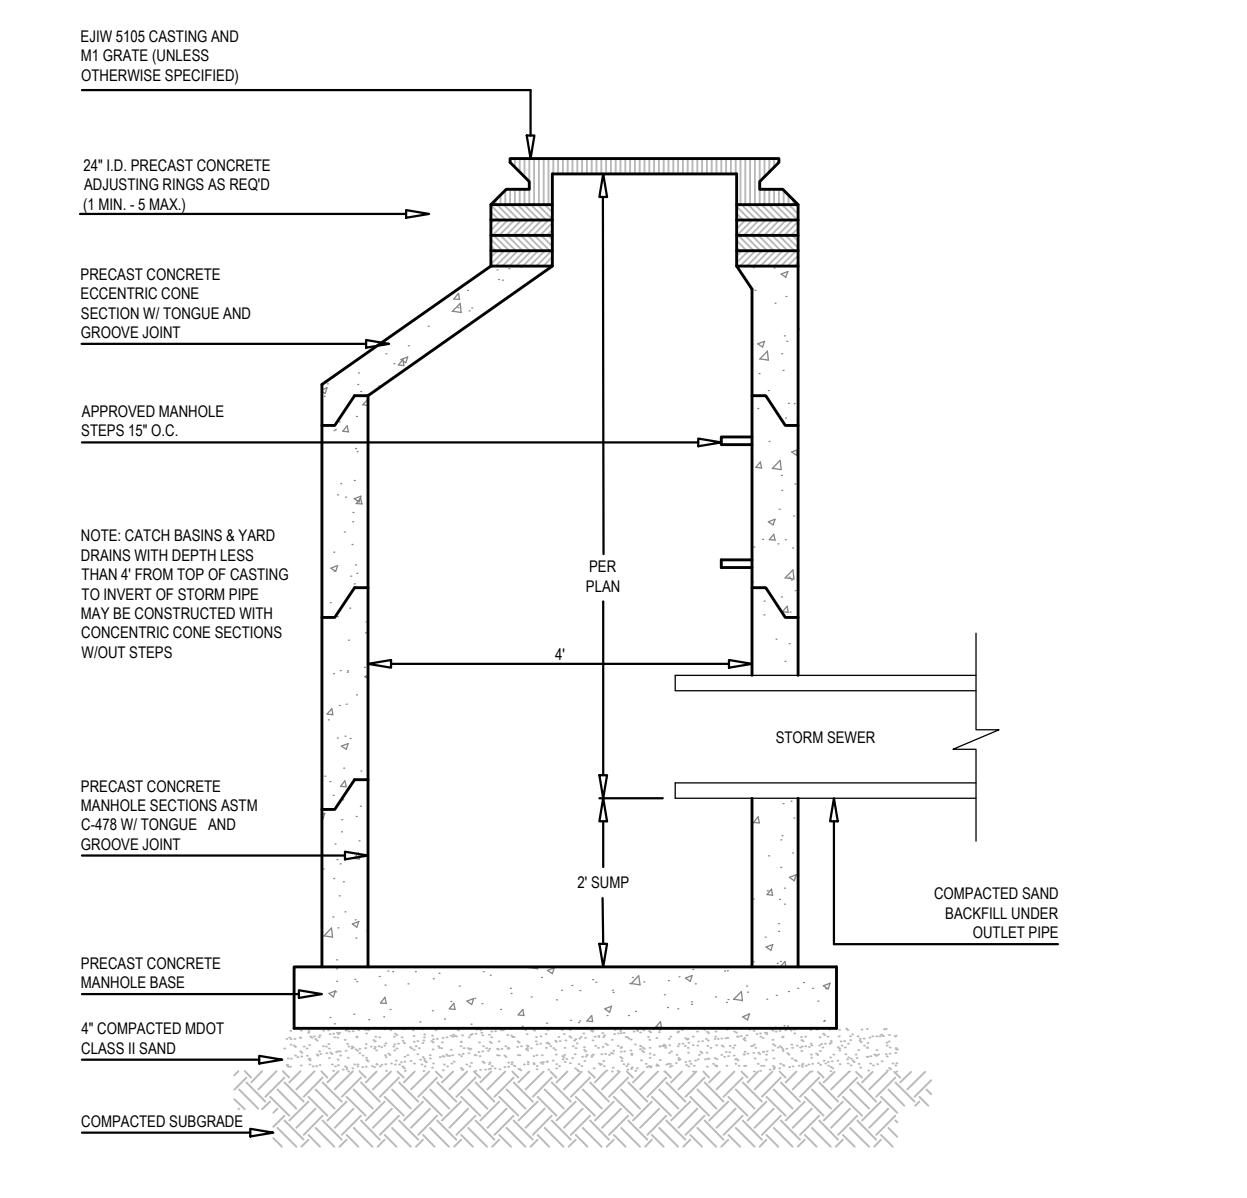 EJIW 5105 CASTING AND
M1 GRATE (UNLESS
OTHERWISE SPECIFIED)
24" I.D. PRECAST CONCRETE
ADJUSTING RINGS AS REQ'D
(1 MIN. - 5 MAX.)
PRECAST CONCRETE
ECCENTRIC CONE
SECTION W/ TONGUE AND
GROOVE JOINT
APPROVED MANHOLE
STEPS 15" O.C.
NOTE: CATCH BASINS & YARD
DRAINS WITH DEPTH LESS
THAN 4' FROM TOP OF CASTING
TO INVERT OF STORM PIPE
MAY BE CONSTRUCTED WITH
CONCENTRIC CONE SECTIONS
W/OUT STEPS
PER
PLAN
4'
STORM SEWER
PRECAST CONCRETE
MANHOLE SECTIONS ASTM
C-478 W/ TONGUE AND
GROOVE JOINT
2' SUMP
COMPACTED SAND
BACKFILL UNDER
OUTLET PIPE
PRECAST CONCRETE
MANHOLE BASE
4" COMPACTED MDOT
CLASS II SAND
COMPACTED SUBGRADE